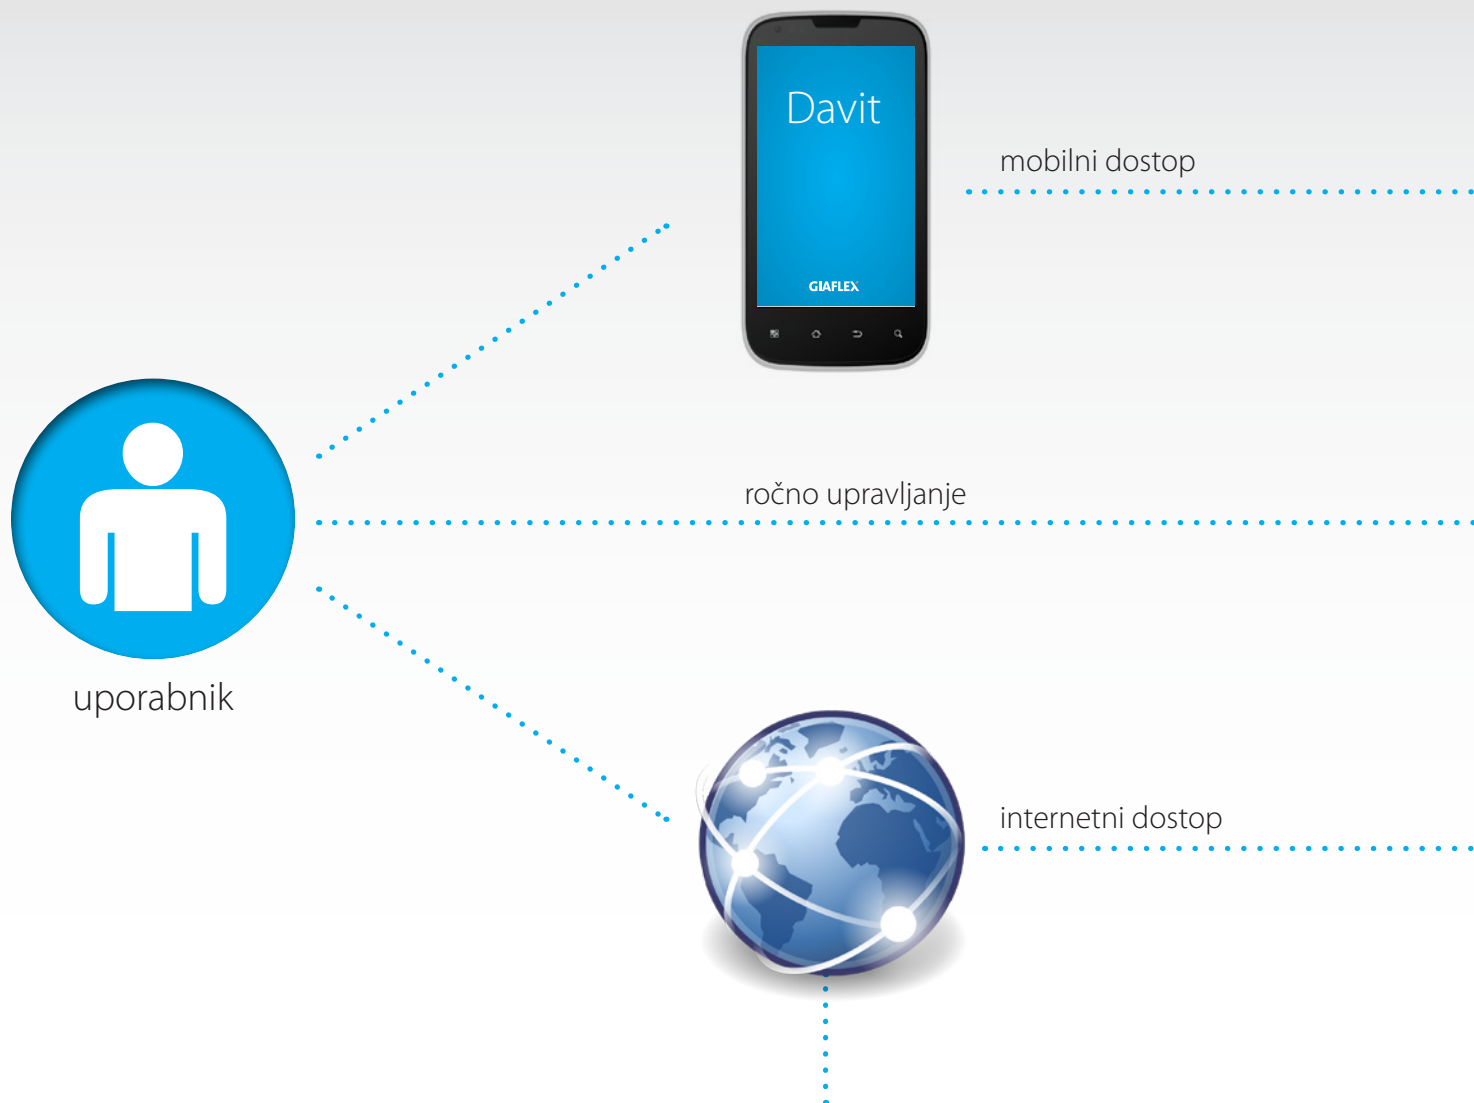 Davit
mobilni dostop
GIAFLEX
ročno upravljanje
uporabnik
internetni dostop